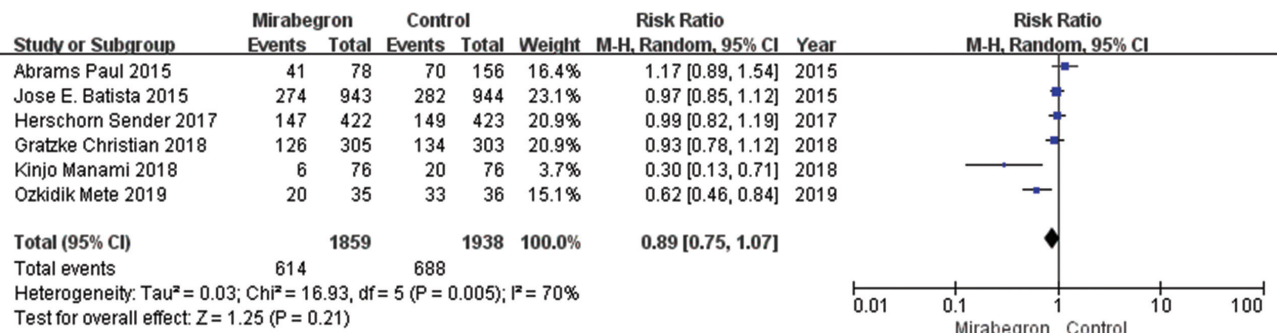 Mirabegron Control Risk Ratio Risk Ratio
Study or Subgroup Events Total Events Total Weight M-H, Random, 95% CI Year M-H, Random, 95% CI
Abrams Paul 2015 41 78 70 156 16.4% 1.17 [0.89, 1.54] 2015
Jose E. Batista 2015 274 943 282 944 23.1% 0.97 [0.85, 1.12] 2015
Herschorn Sender 2017 147 422 149 423 20.9% 0.99 [0.82, 1.19] 2017
Gratzke Christian 2018 126 305 134 303 20.9% 0.93 [0.78, 1.12] 2018
Kinjo Manami 2018 6 76 20 76 3.7% 0.30 [0.13, 0.71] 2018
Ozkidik Mete 2019 20 35 33 36 15.1% 0.62 [0.46, 0.84] 2019
Total (95% CI) 1859 1938 100.0% 0.89 [0.75, 1.07]
Total events 614 688
Heterogeneity: Tau² = 0.03; Chi² = 16.93, df = 5 (P = 0.005); I² = 70%
Test for overall effect: Z = 1.25 (P = 0.21)
0.01 0.1 1 10 100
Mirabegron Control